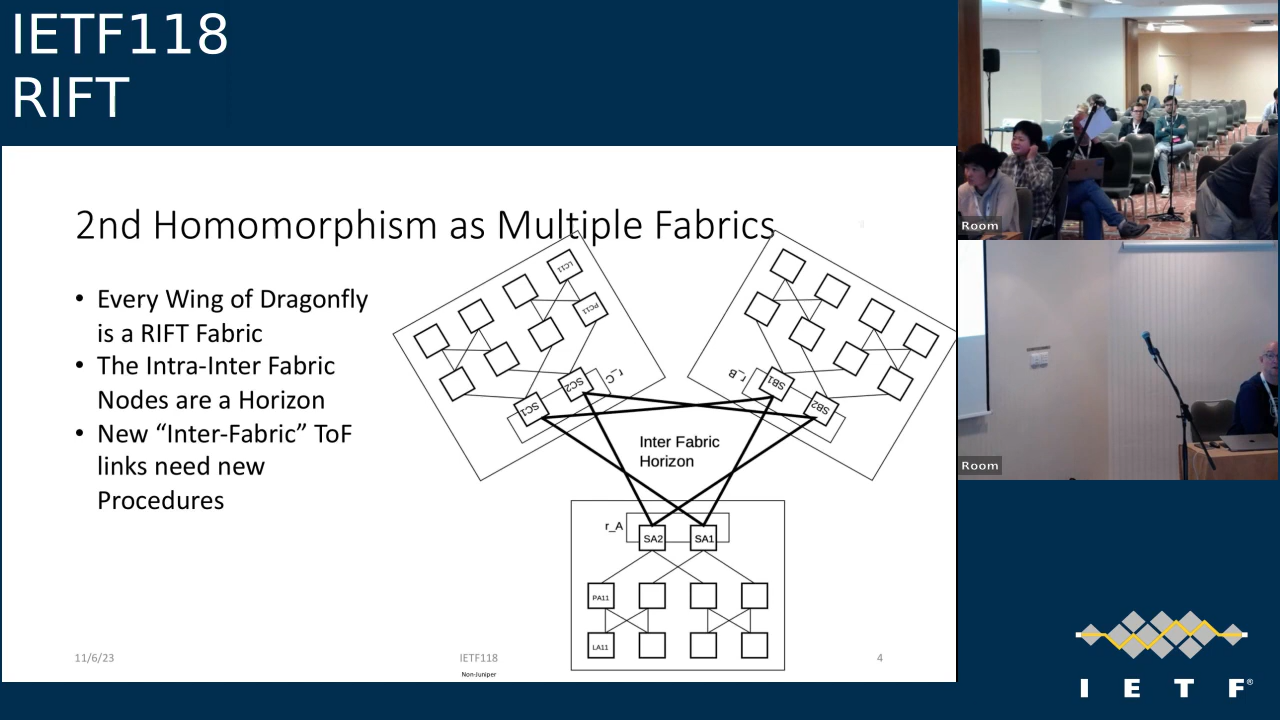 IETF118
RIFT
2nd Homomorphism as Multiple Fabrics
• Every Wing of Dragonfly
is a RIFT Fabric
• The Intra-Inter Fabric
Nodes are a Horizon
• New “Inter-Fabric” ToF
links need new
Procedures
LC11
PC11
r_C
SC2
SC1
r_B
SB1
SB2
Inter Fabric
Horizon
r_A
SA2
SA1
PA11
LA11
11/6/23
IETF118
4
Non-Juniper
Room
Room
I E T F®